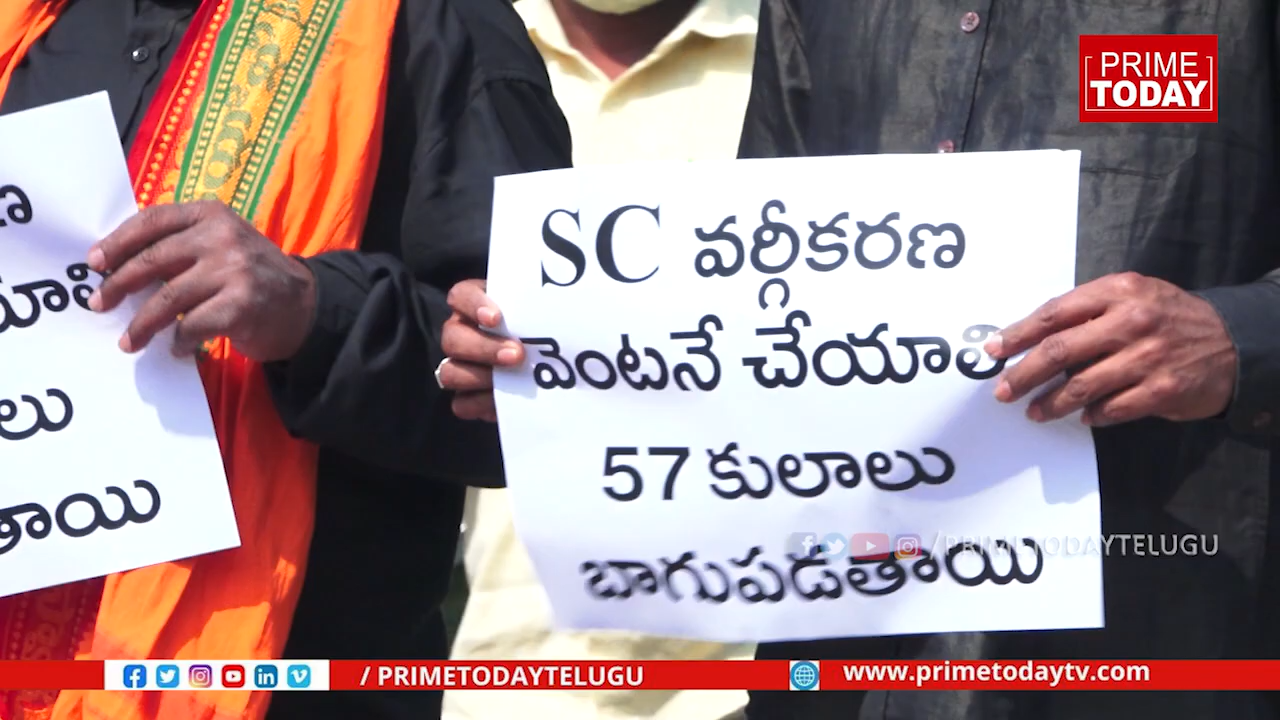 PRIME
TODAY
SC వర్గీకరణ
వెంటనే చేయాలి
57 కులాలు
బాగుపడతాయి
ణ
లు
తాయి
/PRIMETODAYTELUGU
/ PRIMETODAYTELUGU
www.primetodaytv.com